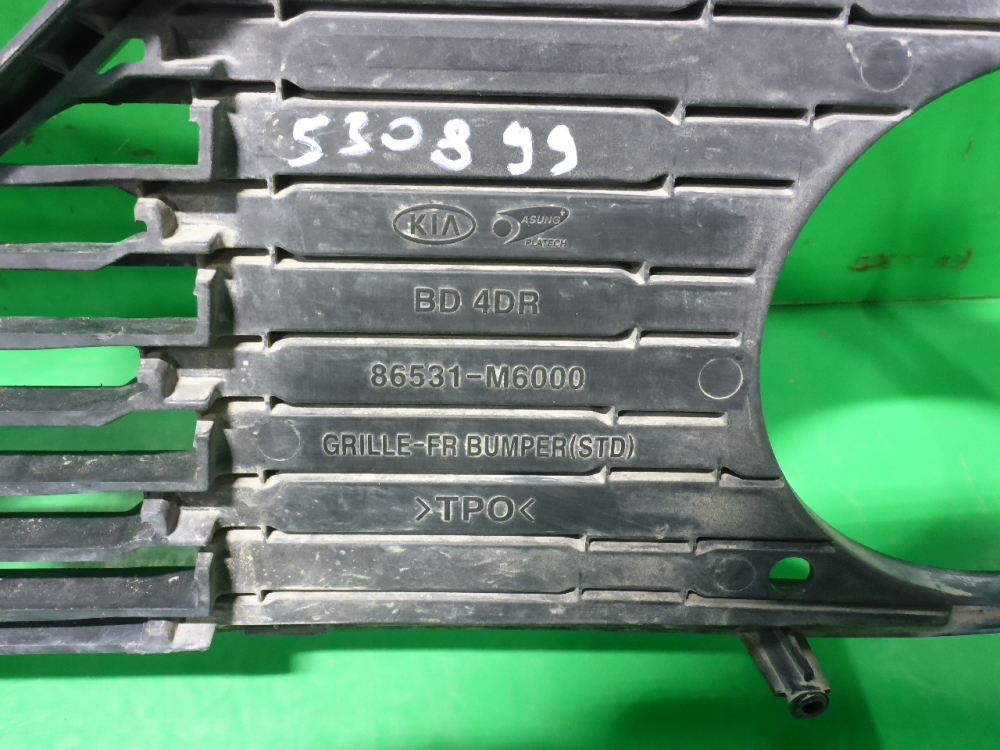 530899
KIA ASUNG
PLATECH
BD 4DR
86531-M6000
GRILLE-FR BUMPER(STD)
>TPO<